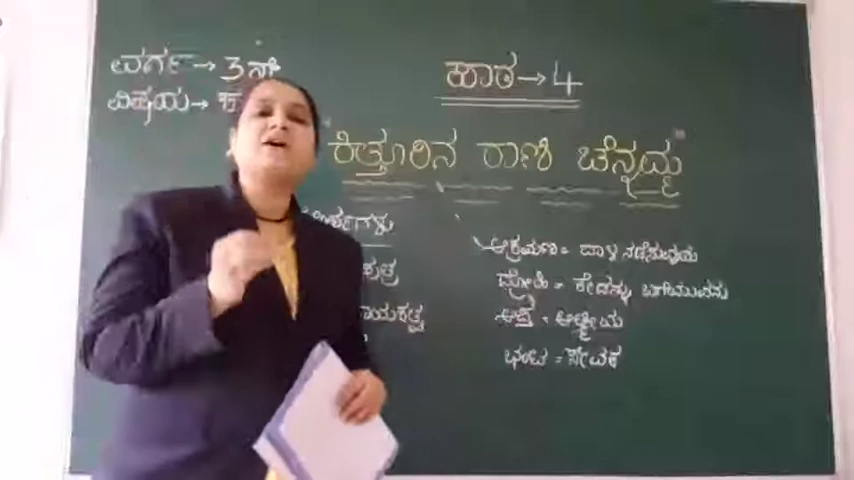 ವರ್ಗ → 3ನೇ
ವಿಷಯ →
ಪಾಠ → 4
ಕಿತ್ತೂರಿನ ರಾಣಿ ಚೆನ್ನಮ್ಮ
ಆಕ್ರಮಣ = ದಾಳಿ ನಡೆಸುವುದು
ದ್ರೋಹಿ = ಕೇಡನ್ನು ಬಗೆಯುವವನು
ಆಪ್ತ = ಆತ್ಮೀಯ
ಭಂಟ = ಸೇವಕ